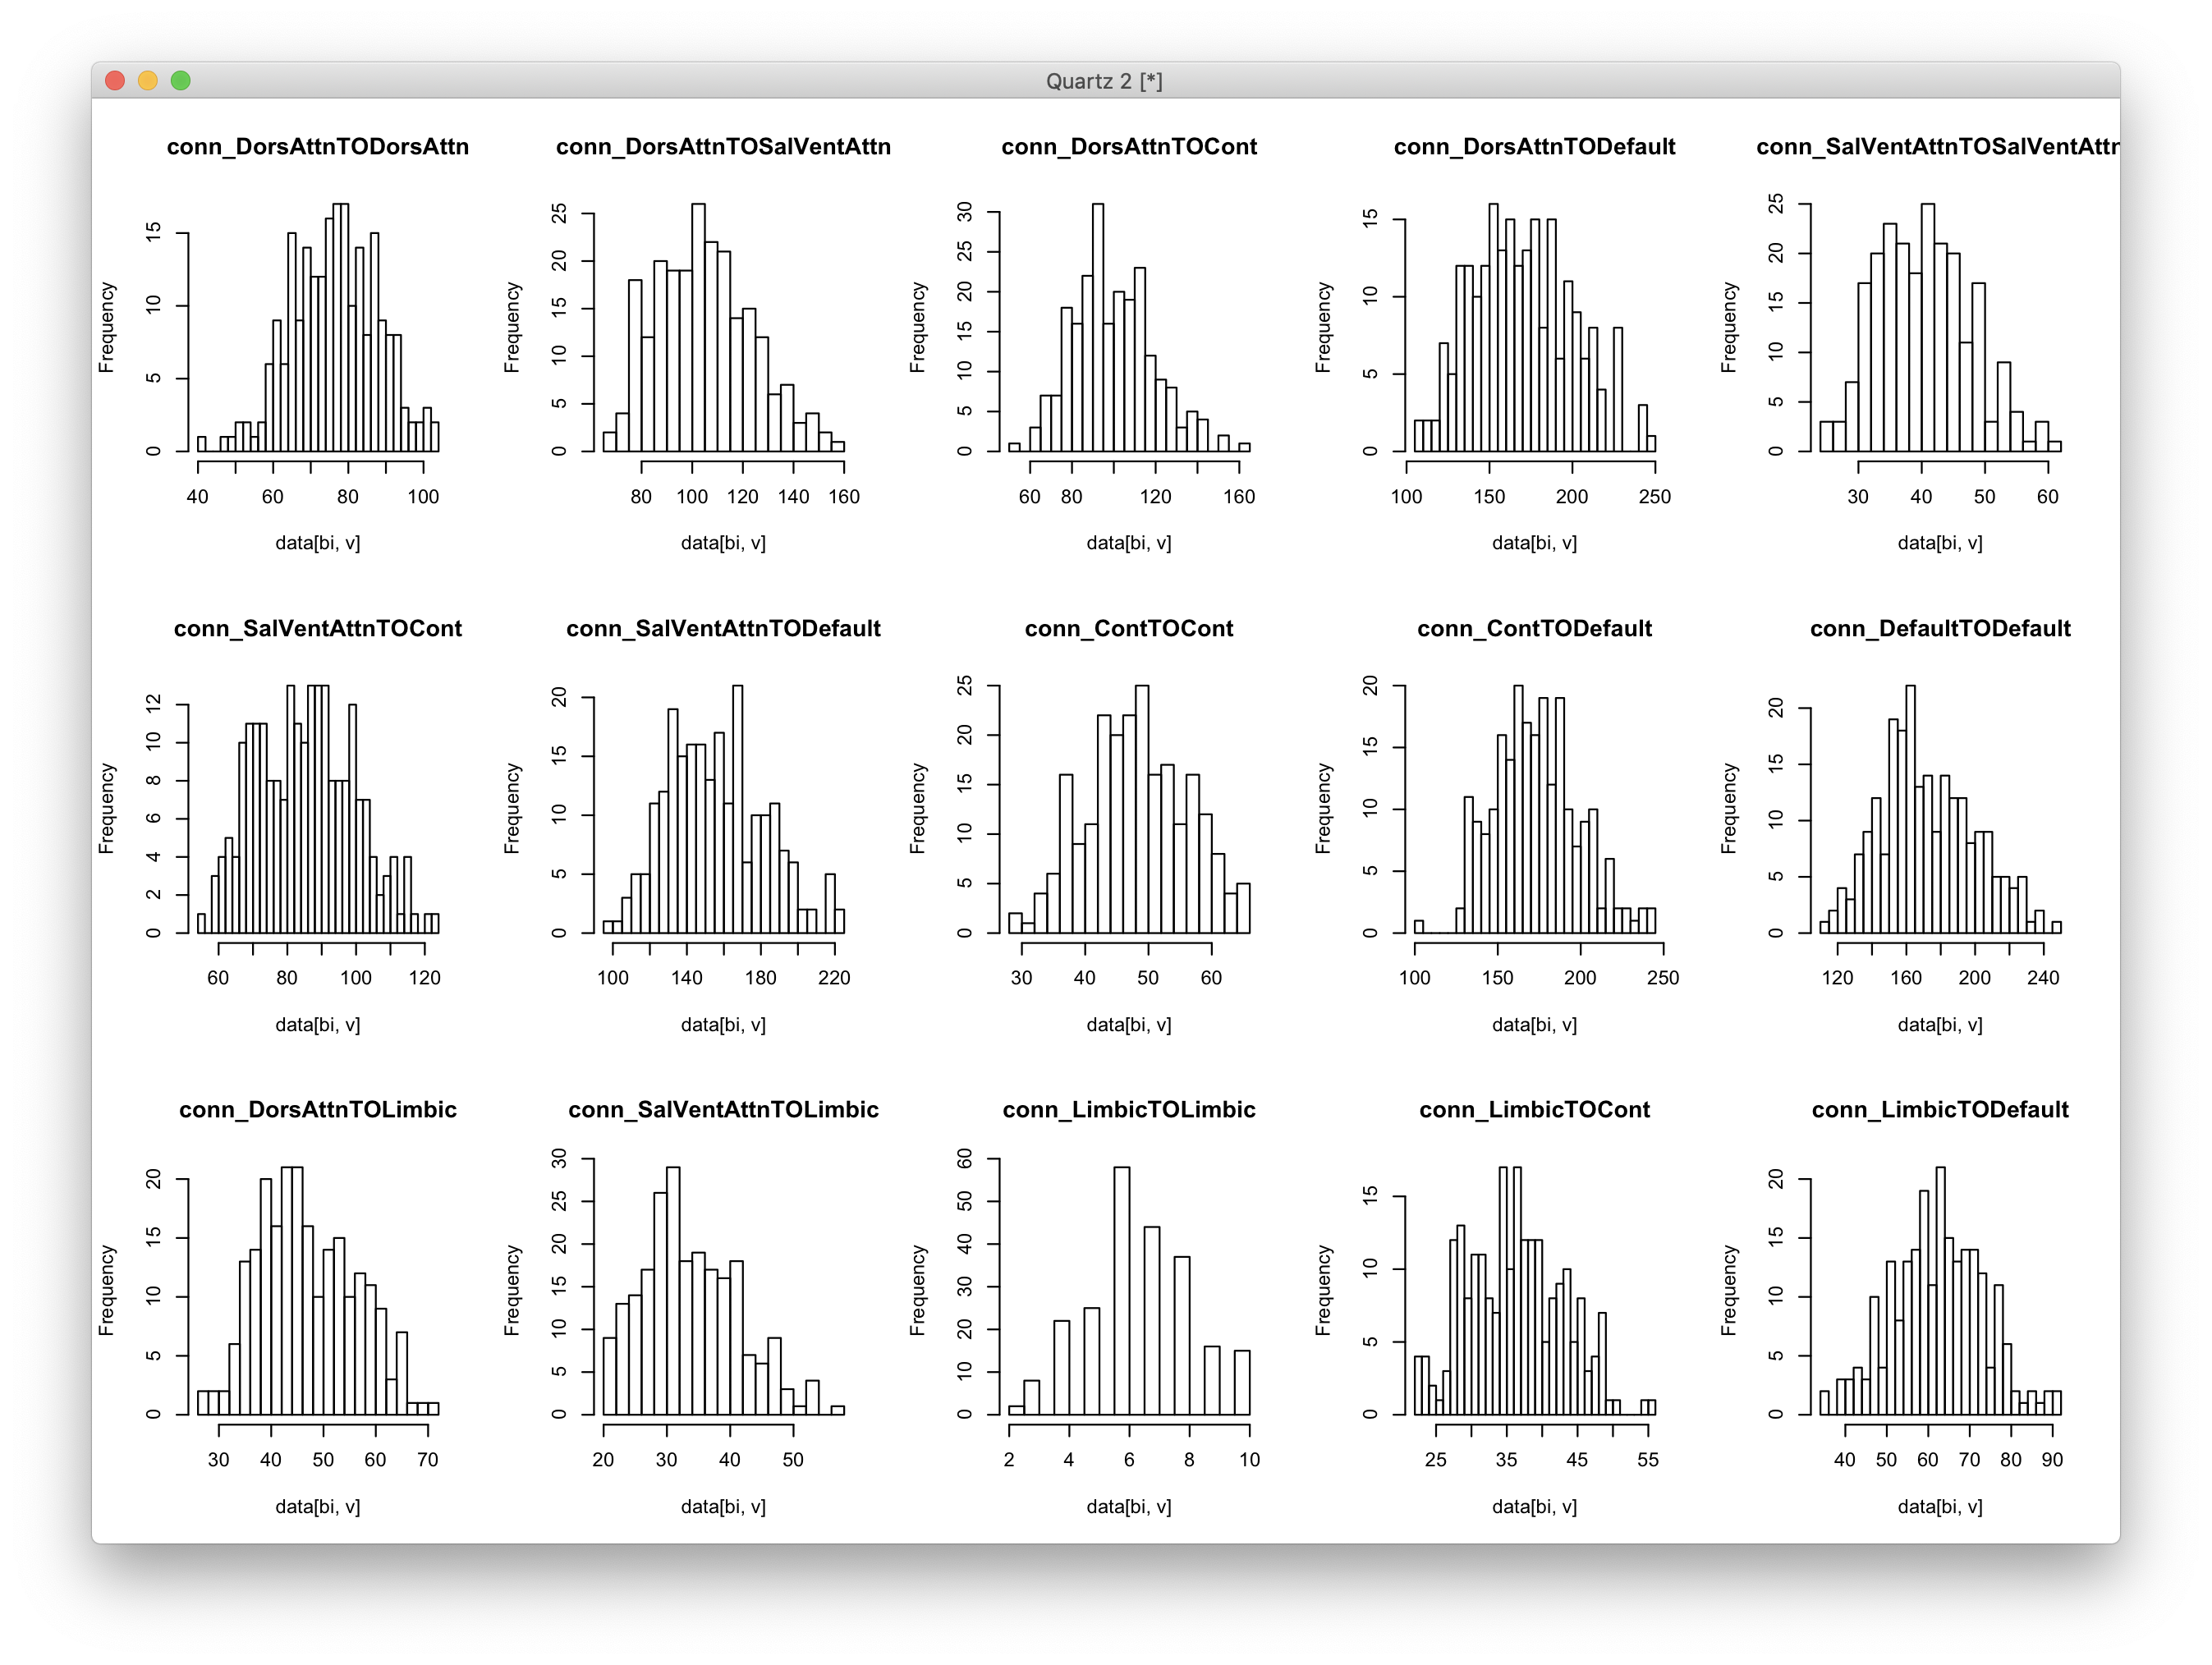 Quartz 2 [*]
conn_DorsAttnTODorsAttn
Frequency
0 5 10 15
40 60 80 100
data[bi, v]
conn_DorsAttnTOSalVentAttn
Frequency
0 5 10 15 20 25
80 100 120 140 160
data[bi, v]
conn_DorsAttnTOCont
Frequency
0 5 10 15 20 25 30
60 80 120 160
data[bi, v]
conn_DorsAttnTODefault
Frequency
0 5 10 15
100 150 200 250
data[bi, v]
conn_SalVentAttnTOSalVentAttn
Frequency
0 5 10 15 20 25
30 40 50 60
data[bi, v]
conn_SalVentAttnTOCont
Frequency
0 2 4 6 8 10 12
60 80 100 120
data[bi, v]
conn_SalVentAttnTODefault
Frequency
0 5 10 15 20
100 140 180 220
data[bi, v]
conn_ContTOCont
Frequency
0 5 10 15 20 25
30 40 50 60
data[bi, v]
conn_ContTODefault
Frequency
0 5 10 15 20
100 150 200 250
data[bi, v]
conn_DefaultTODefault
Frequency
0 5 10 15 20
120 160 200 240
data[bi, v]
conn_DorsAttnTOLimbic
Frequency
0 5 10 15 20
30 40 50 60 70
data[bi, v]
conn_SalVentAttnTOLimbic
Frequency
0 5 10 15 20 25 30
20 30 40 50
data[bi, v]
conn_LimbicTOLimbic
Frequency
0 10 20 30 40 50 60
2 4 6 8 10
data[bi, v]
conn_LimbicTOCont
Frequency
0 5 10 15
25 35 45 55
data[bi, v]
conn_LimbicTODefault
Frequency
0 5 10 15 20
40 50 60 70 80 90
data[bi, v]